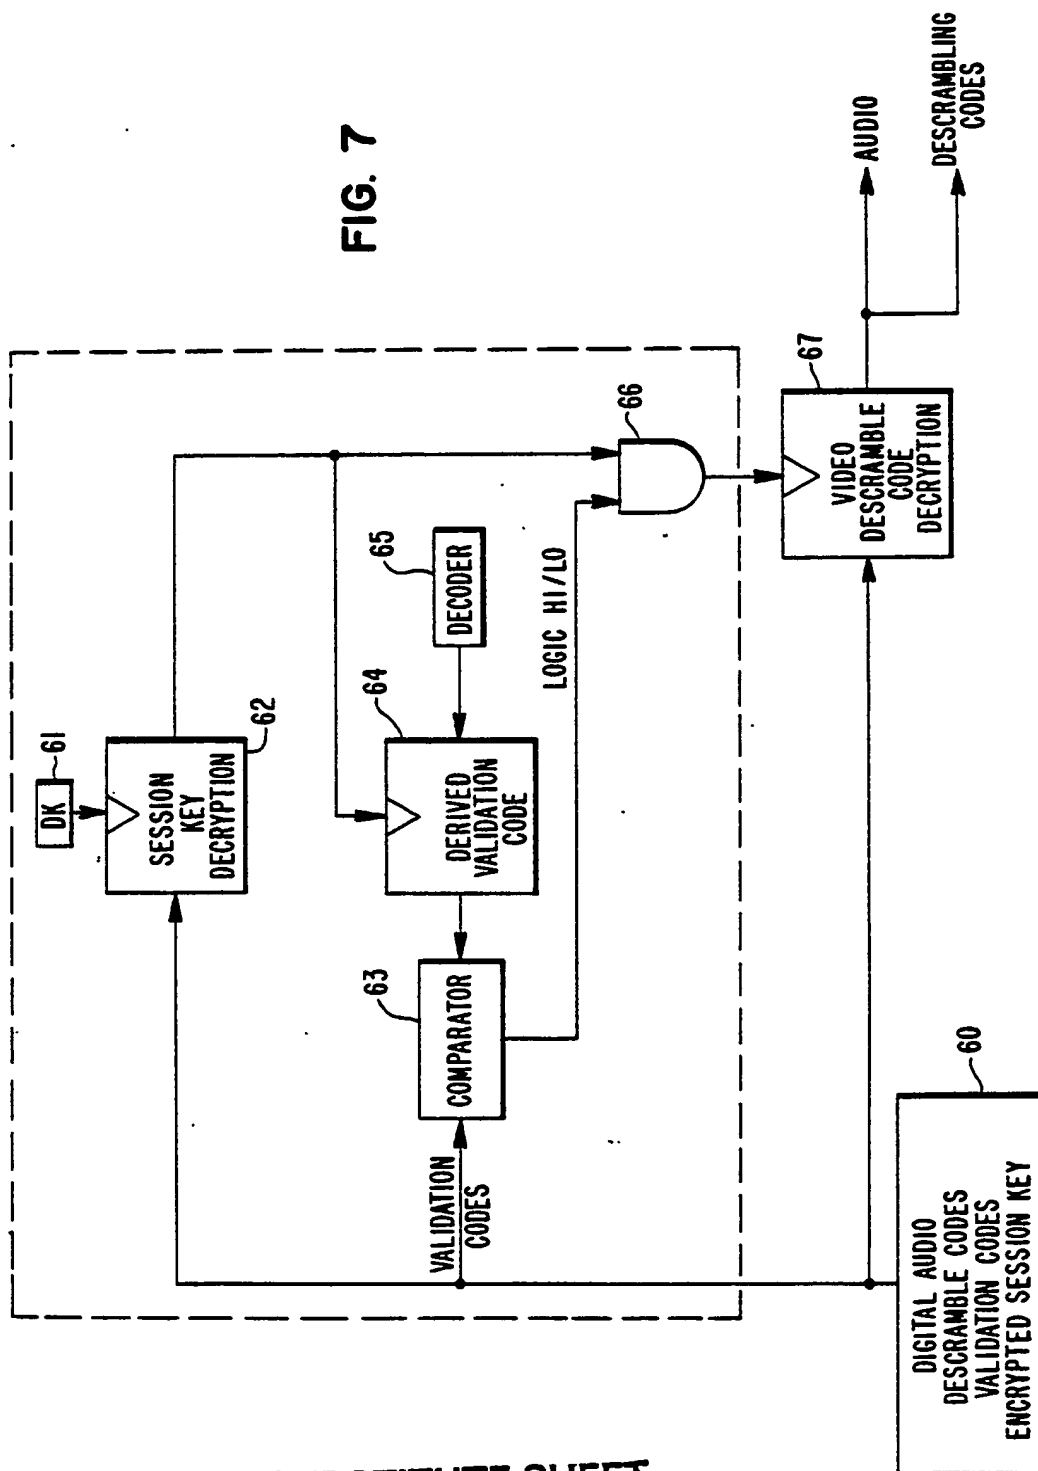 FIG. 7
DK
61
SESSION
KEY
DECRYPTION
62
VALIDATION
CODES
COMPARATOR
63
DERIVED
VALIDATION
CODE
64
DECODER
65
LOGIC HI/LO
66
VIDEO
DESCRAMBLE
CODE
DECRYPTION
67
AUDIO
DESCRAMBLING
CODES
DIGITAL AUDIO
DESCRAMBLE CODES
VALIDATION CODES
ENCRYPTED SESSION KEY
60
SHEET